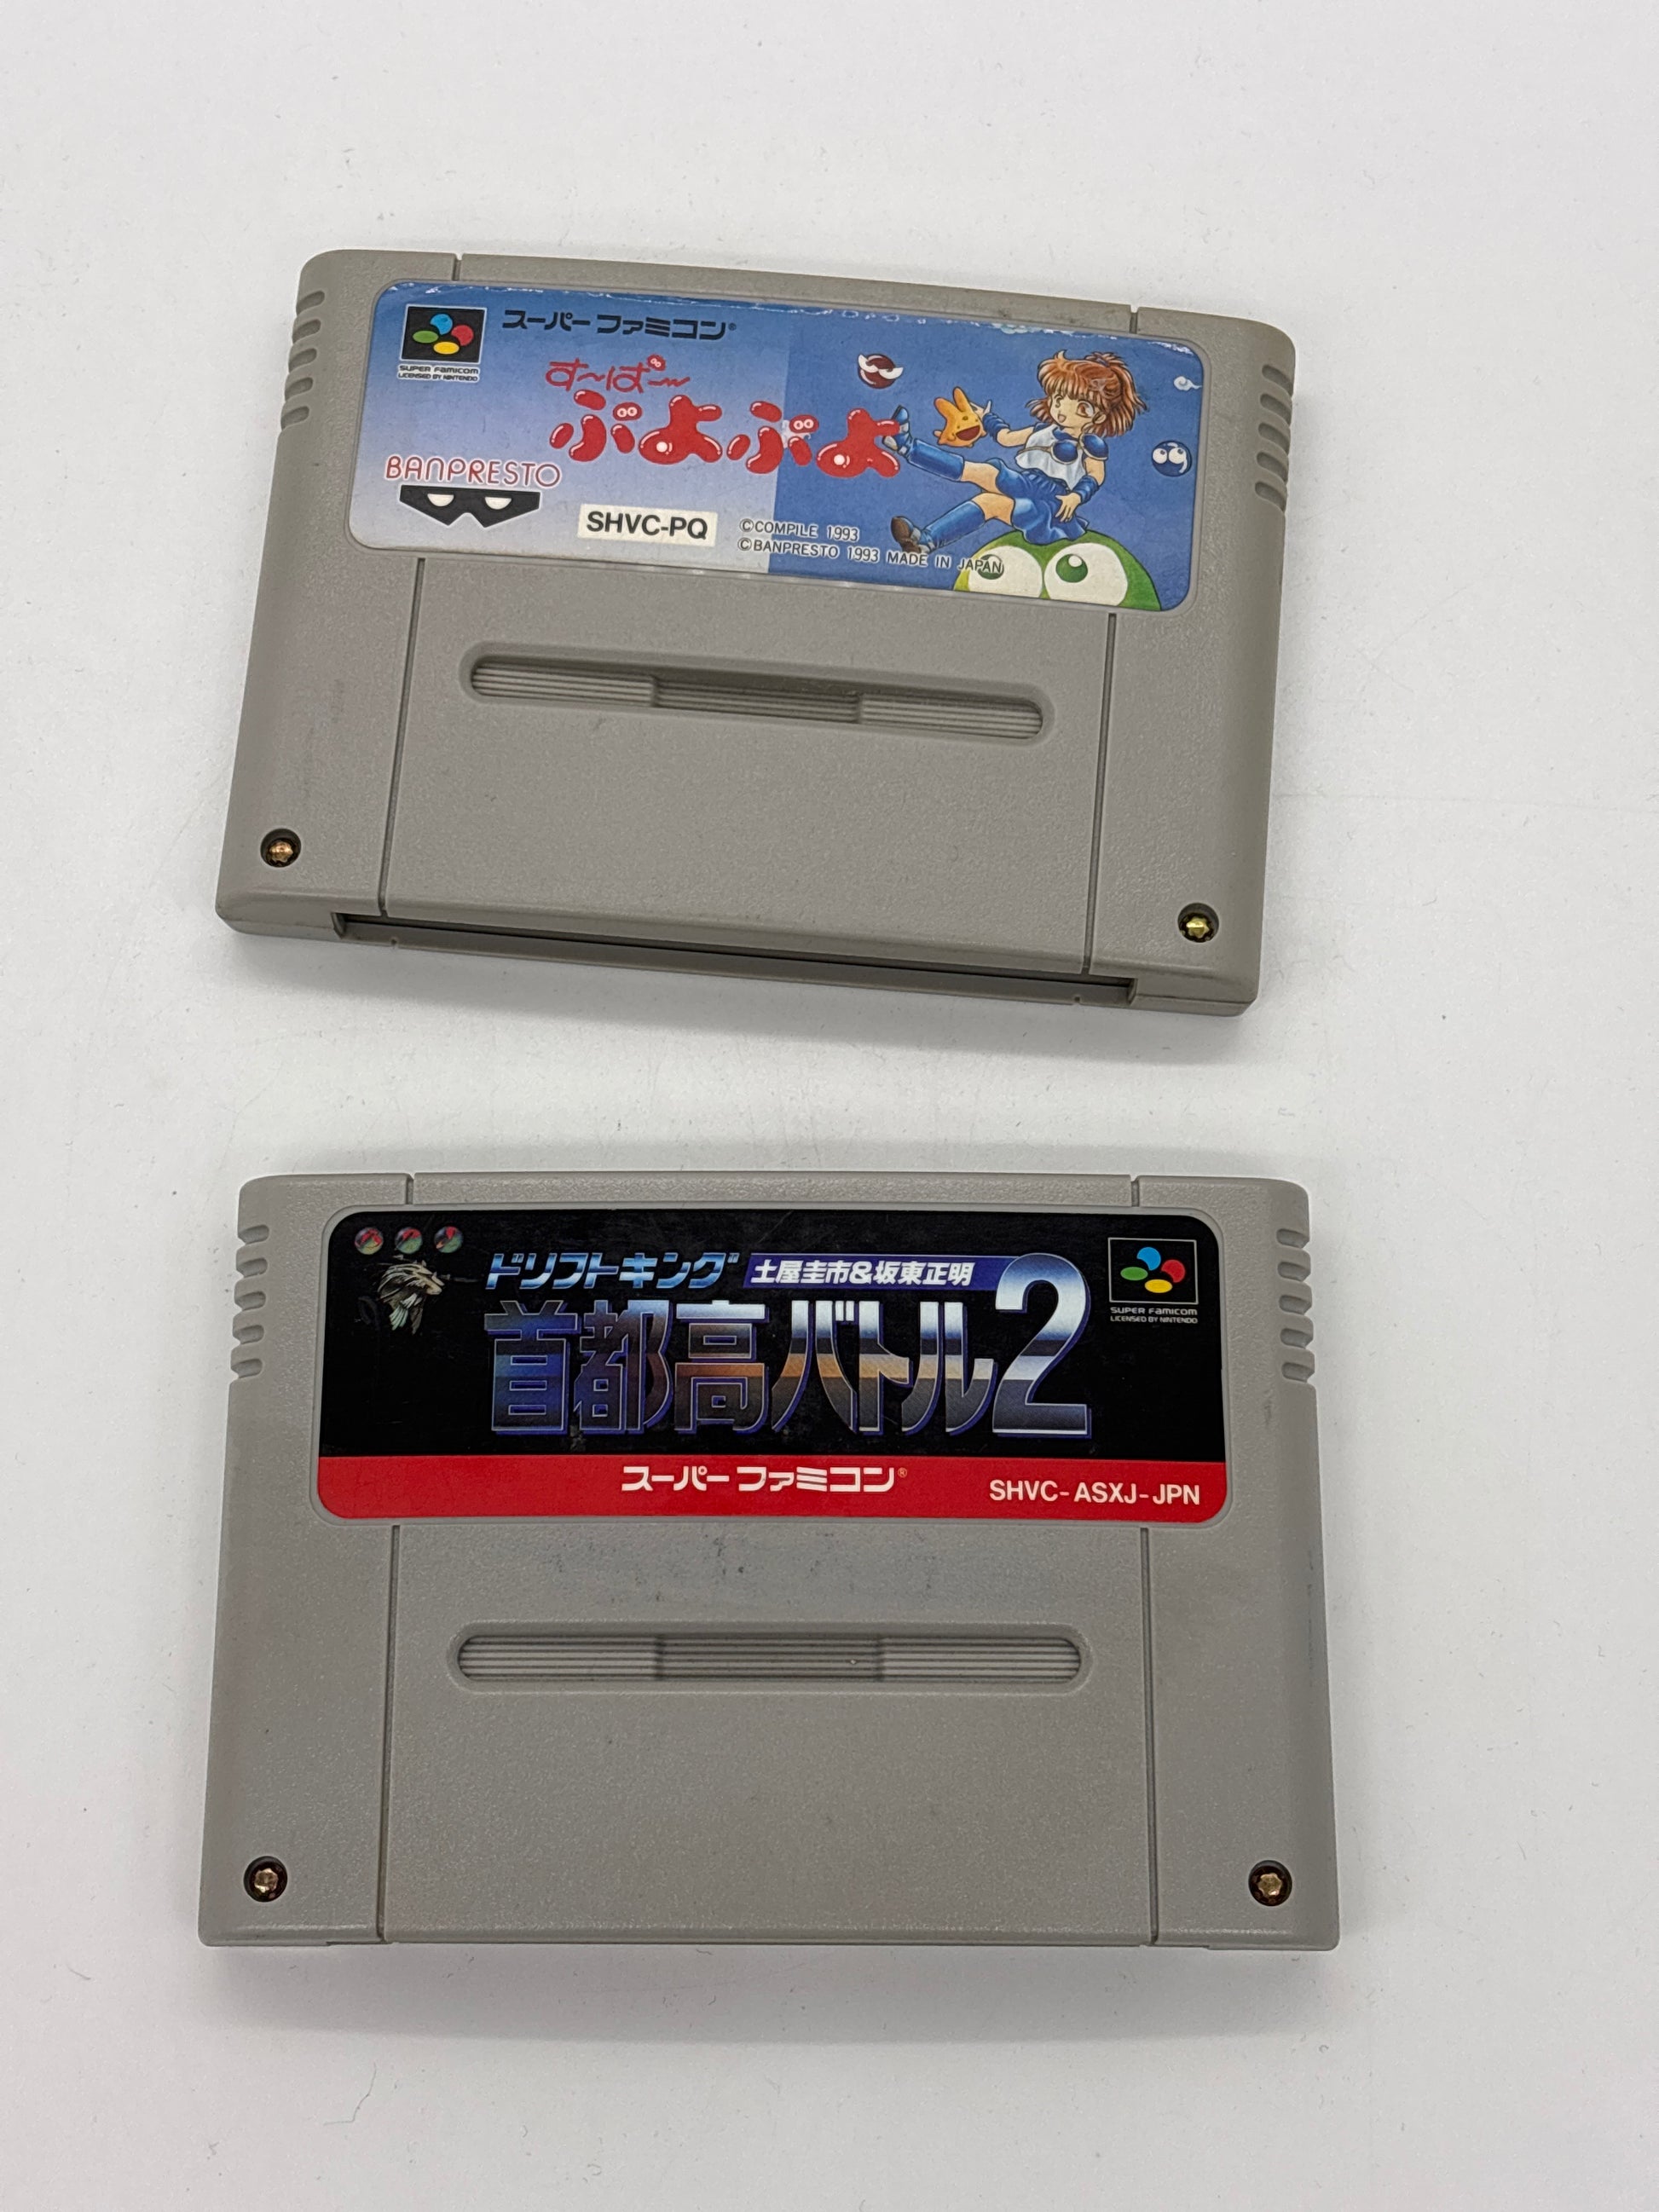 スーパーファミコン®
SUPER FAMICOM
LICENSED BY NINTENDO
す～ぱ～
ぷよぷよ
BANPRESTO
SHVC-PQ
©COMPILE 1993
©BANPRESTO 1993 MADE IN JAPAN
ドリフトキング 土屋圭市&坂東正明
首都高バトル2
SUPER FAMICOM
LICENSED BY NINTENDO
スーパーファミコン®
SHVC-ASXJ-JPN